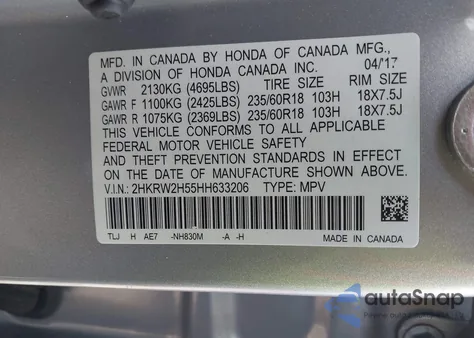 MFD. IN CANADA BY HONDA OF CANADA MFG.,
A DIVISION OF HONDA CANADA INC. 04/'17
GVWR 2130KG (4695LBS) TIRE SIZE RIM SIZE
GAWR F 1100KG (2425LBS) 235/60R18 103H 18X7.5J
GAWR R 1075KG (2369LBS) 235/60R18 103H 18X7.5J
THIS VEHICLE CONFORMS TO ALL APPLICABLE
FEDERAL MOTOR VEHICLE SAFETY
AND THEFT PREVENTION STANDARDS IN EFFECT
ON THE DATE OF MANUFACTURE SHOWN ABOVE.
V.I.N.: 2HKRW2H55HH633206 TYPE: MPV
TLJ H AE7 -NH830M -A -H
MADE IN CANADA
autoSnap